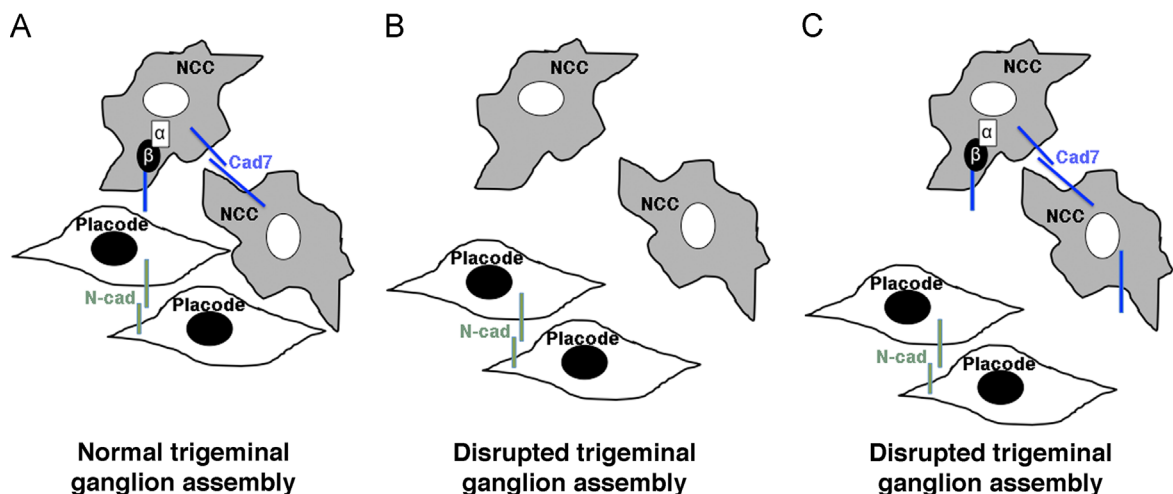 A
NCC
α
β
Cad7
NCC
Placode
N-cad
Placode
Normal trigeminal
ganglion assembly
B
NCC
NCC
Placode
N-cad
Placode
Disrupted trigeminal
ganglion assembly
C
NCC
α
β
Cad7
NCC
Placode
N-cad
Placode
Disrupted trigeminal
ganglion assembly